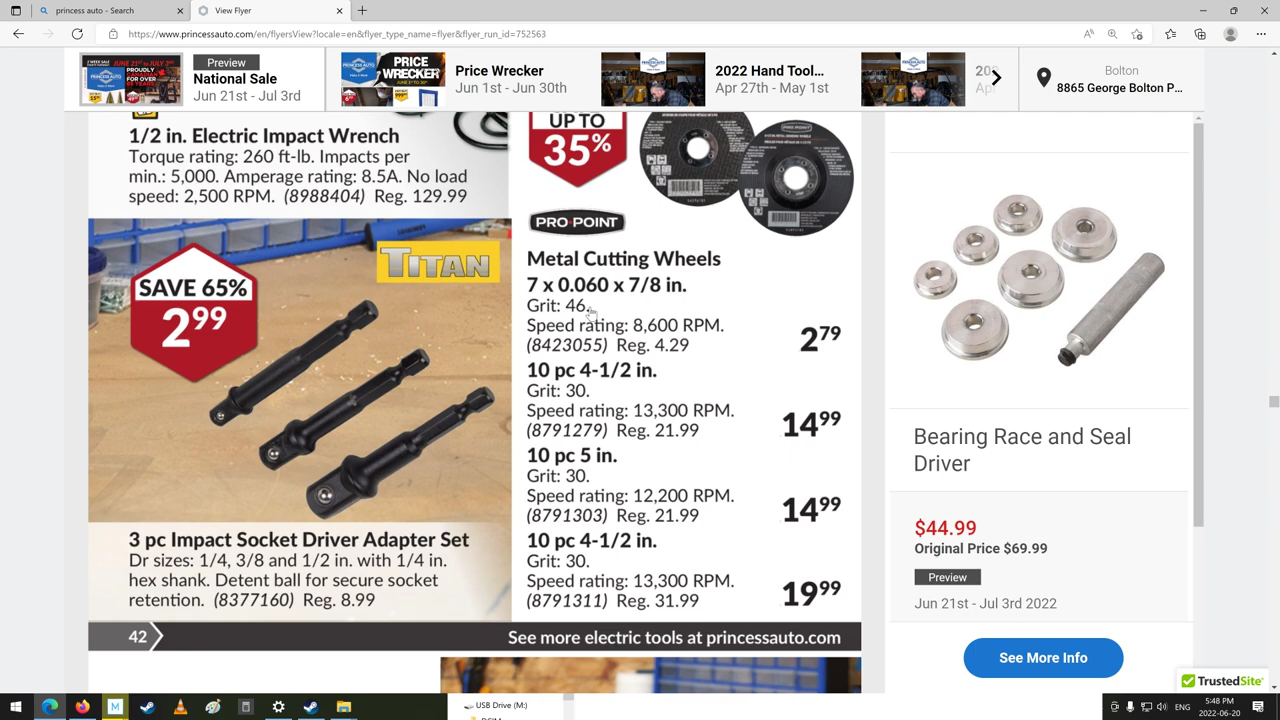 princess auto - Search
View Flyer
https://www.princessauto.com/en/flyersView?locale=en&flyer_type_name=flyer&flyer_run_id=752563
Preview
National Sale
Jun 21st - Jul 3rd
PRICE
WRECKER
Price Wrecker
Jun 1st - Jun 30th
2022 Hand Tool...
Apr 27th - May 1st
20
Ap
8865 George Bolton P...
1/2 in. Electric Impact Wrench
Torque rating: 260 ft-lb. Impacts per
min.: 5,000. Amperage rating: 8.5A. No load
speed: 2,500 RPM. (8988404) Reg. 129.99
UP TO
35%
PRO•POINT
SAVE 65%
2.99
TITAN
3 pc Impact Socket Driver Adapter Set
Dr sizes: 1/4, 3/8 and 1/2 in. with 1/4 in.
hex shank. Detent ball for secure socket
retention. (8377160) Reg. 8.99
Metal Cutting Wheels
7 x 0.060 x 7/8 in.
Grit: 46.
Speed rating: 8,600 RPM.
(8423055) Reg. 4.29 2.79
10 pc 4-1/2 in.
Grit: 30.
Speed rating: 13,300 RPM.
(8791279) Reg. 21.99 14.99
10 pc 5 in.
Grit: 30.
Speed rating: 12,200 RPM.
(8791303) Reg. 21.99 14.99
10 pc 4-1/2 in.
Grit: 30.
Speed rating: 13,300 RPM.
(8791311) Reg. 31.99 19.99
42 See more electric tools at princessauto.com
Bearing Race and Seal
Driver
$44.99
Original Price $69.99
Preview
Jun 21st - Jul 3rd 2022
See More Info
TrustedSite
USB Drive (M:)
ENG
5:48 PM
2022-06-20